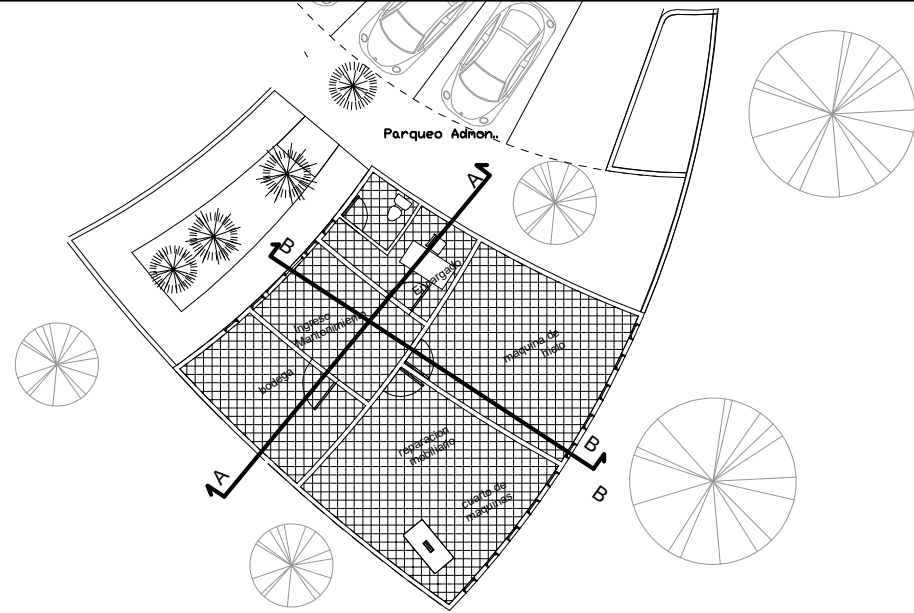 Parqueo Admon..
A
B
Encargado
Ingreso
Mantenimiento
maquina de
hielo
bodega
reparacion
mobiliario
B
A
cuarto de
maquinas
B